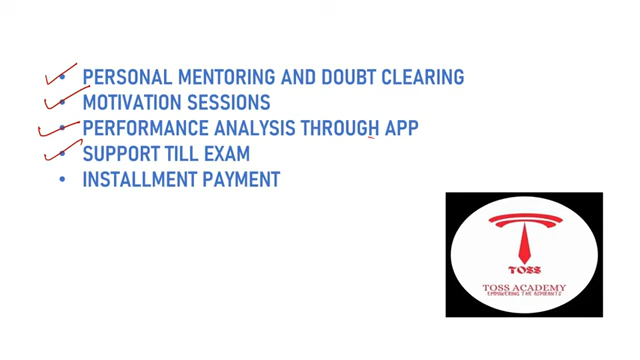 PERSONAL MENTORING AND DOUBT CLEARING
MOTIVATION SESSIONS
PERFORMANCE ANALYSIS THROUGH APP
SUPPORT TILL EXAM
INSTALLMENT PAYMENT
TOSS
TOSS ACADEMY
EMPOWERING THE ASPIRANTS